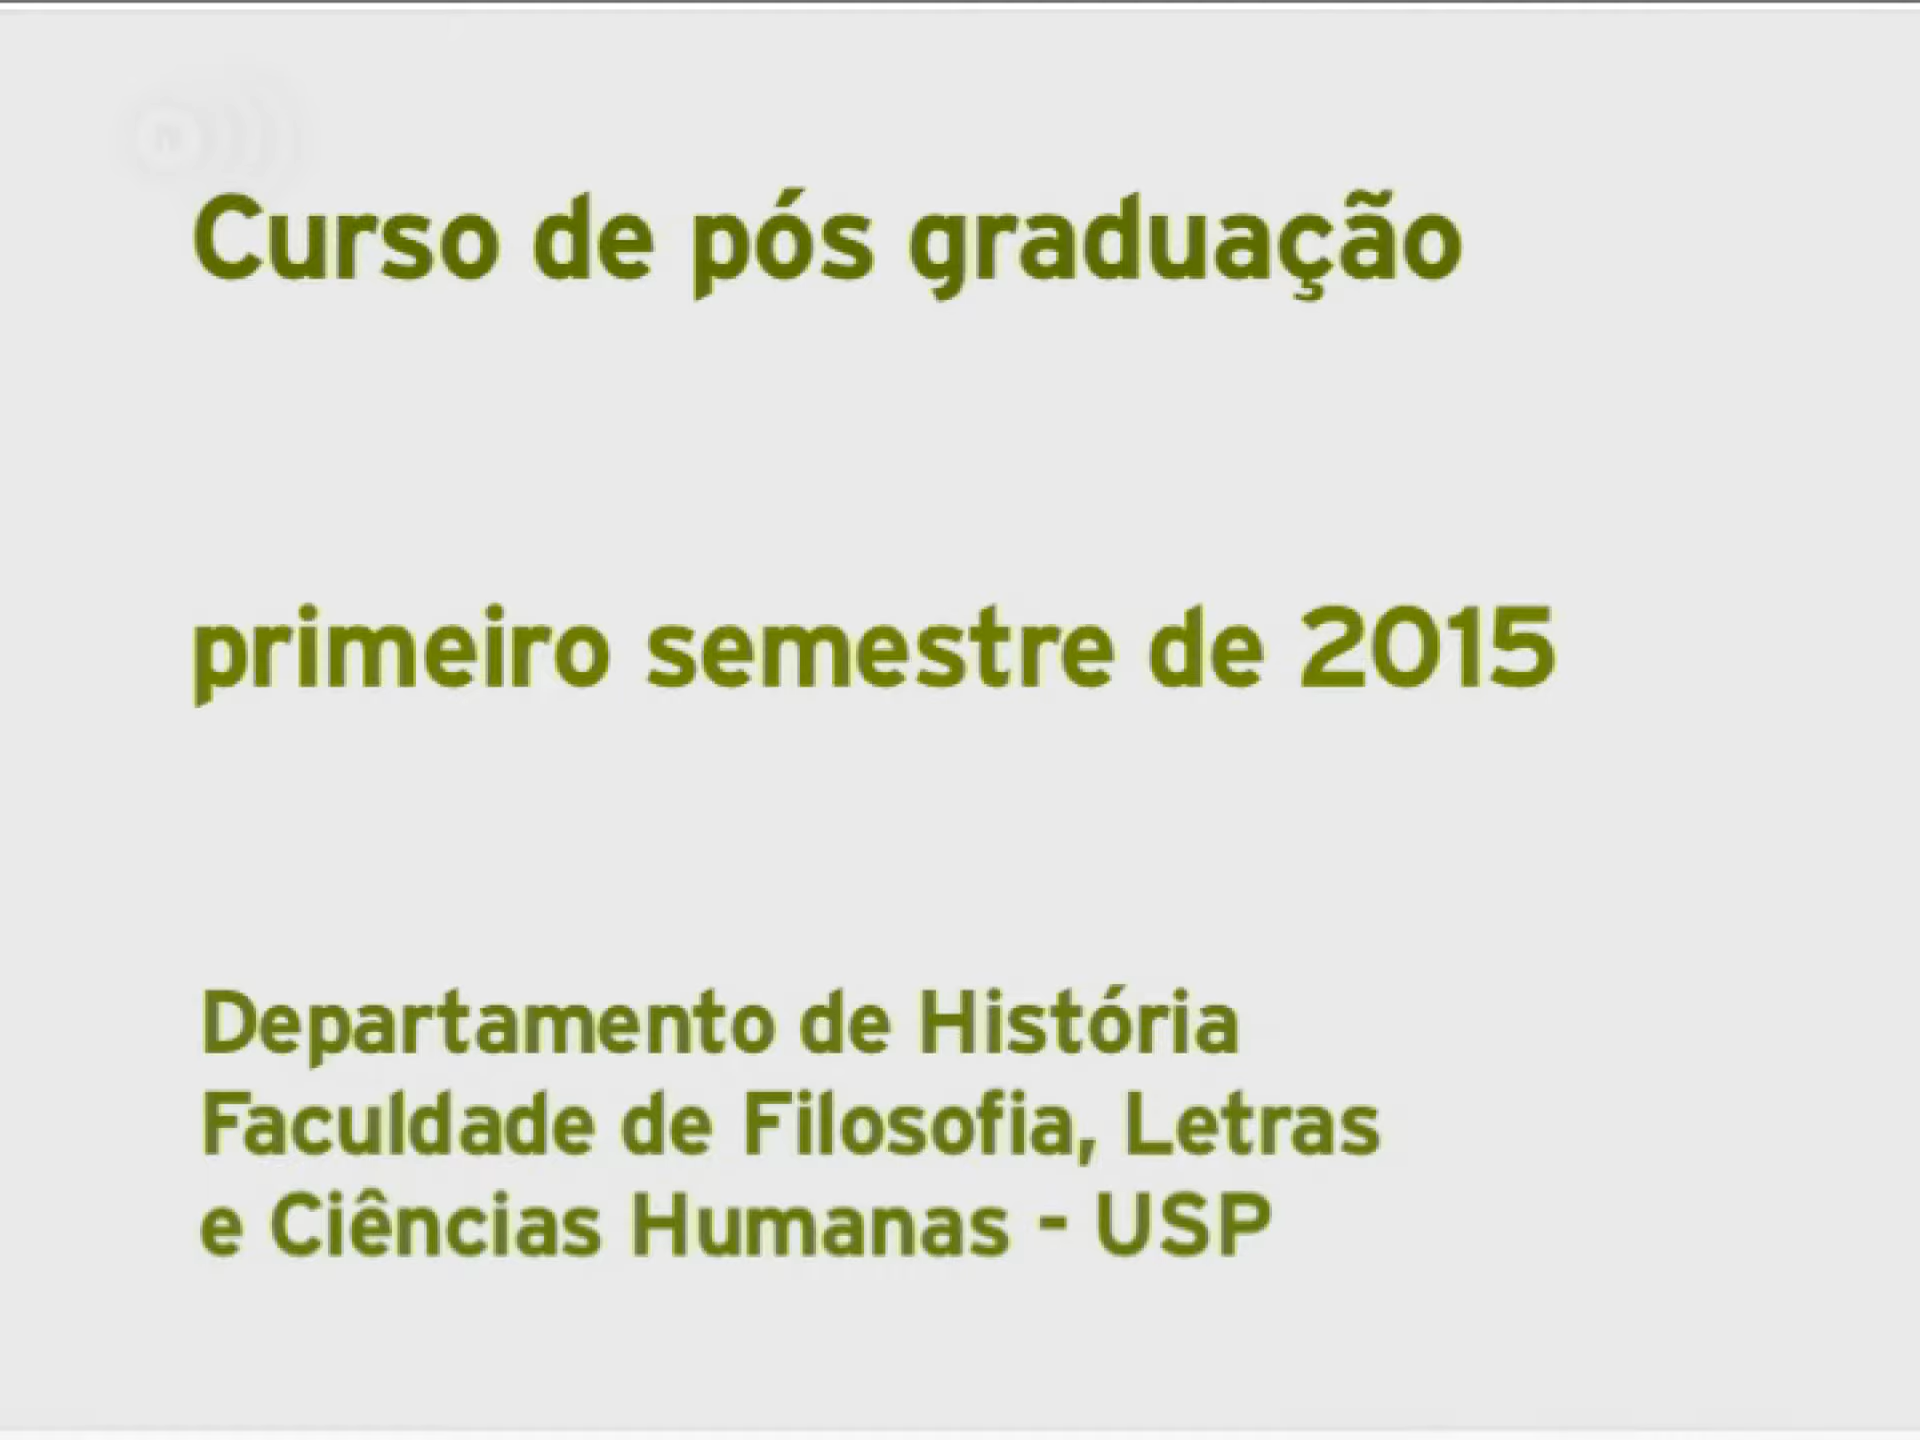 Curso de pós graduação
primeiro semestre de 2015
Departamento de História
Faculdade de Filosofia, Letras
e Ciências Humanas - USP